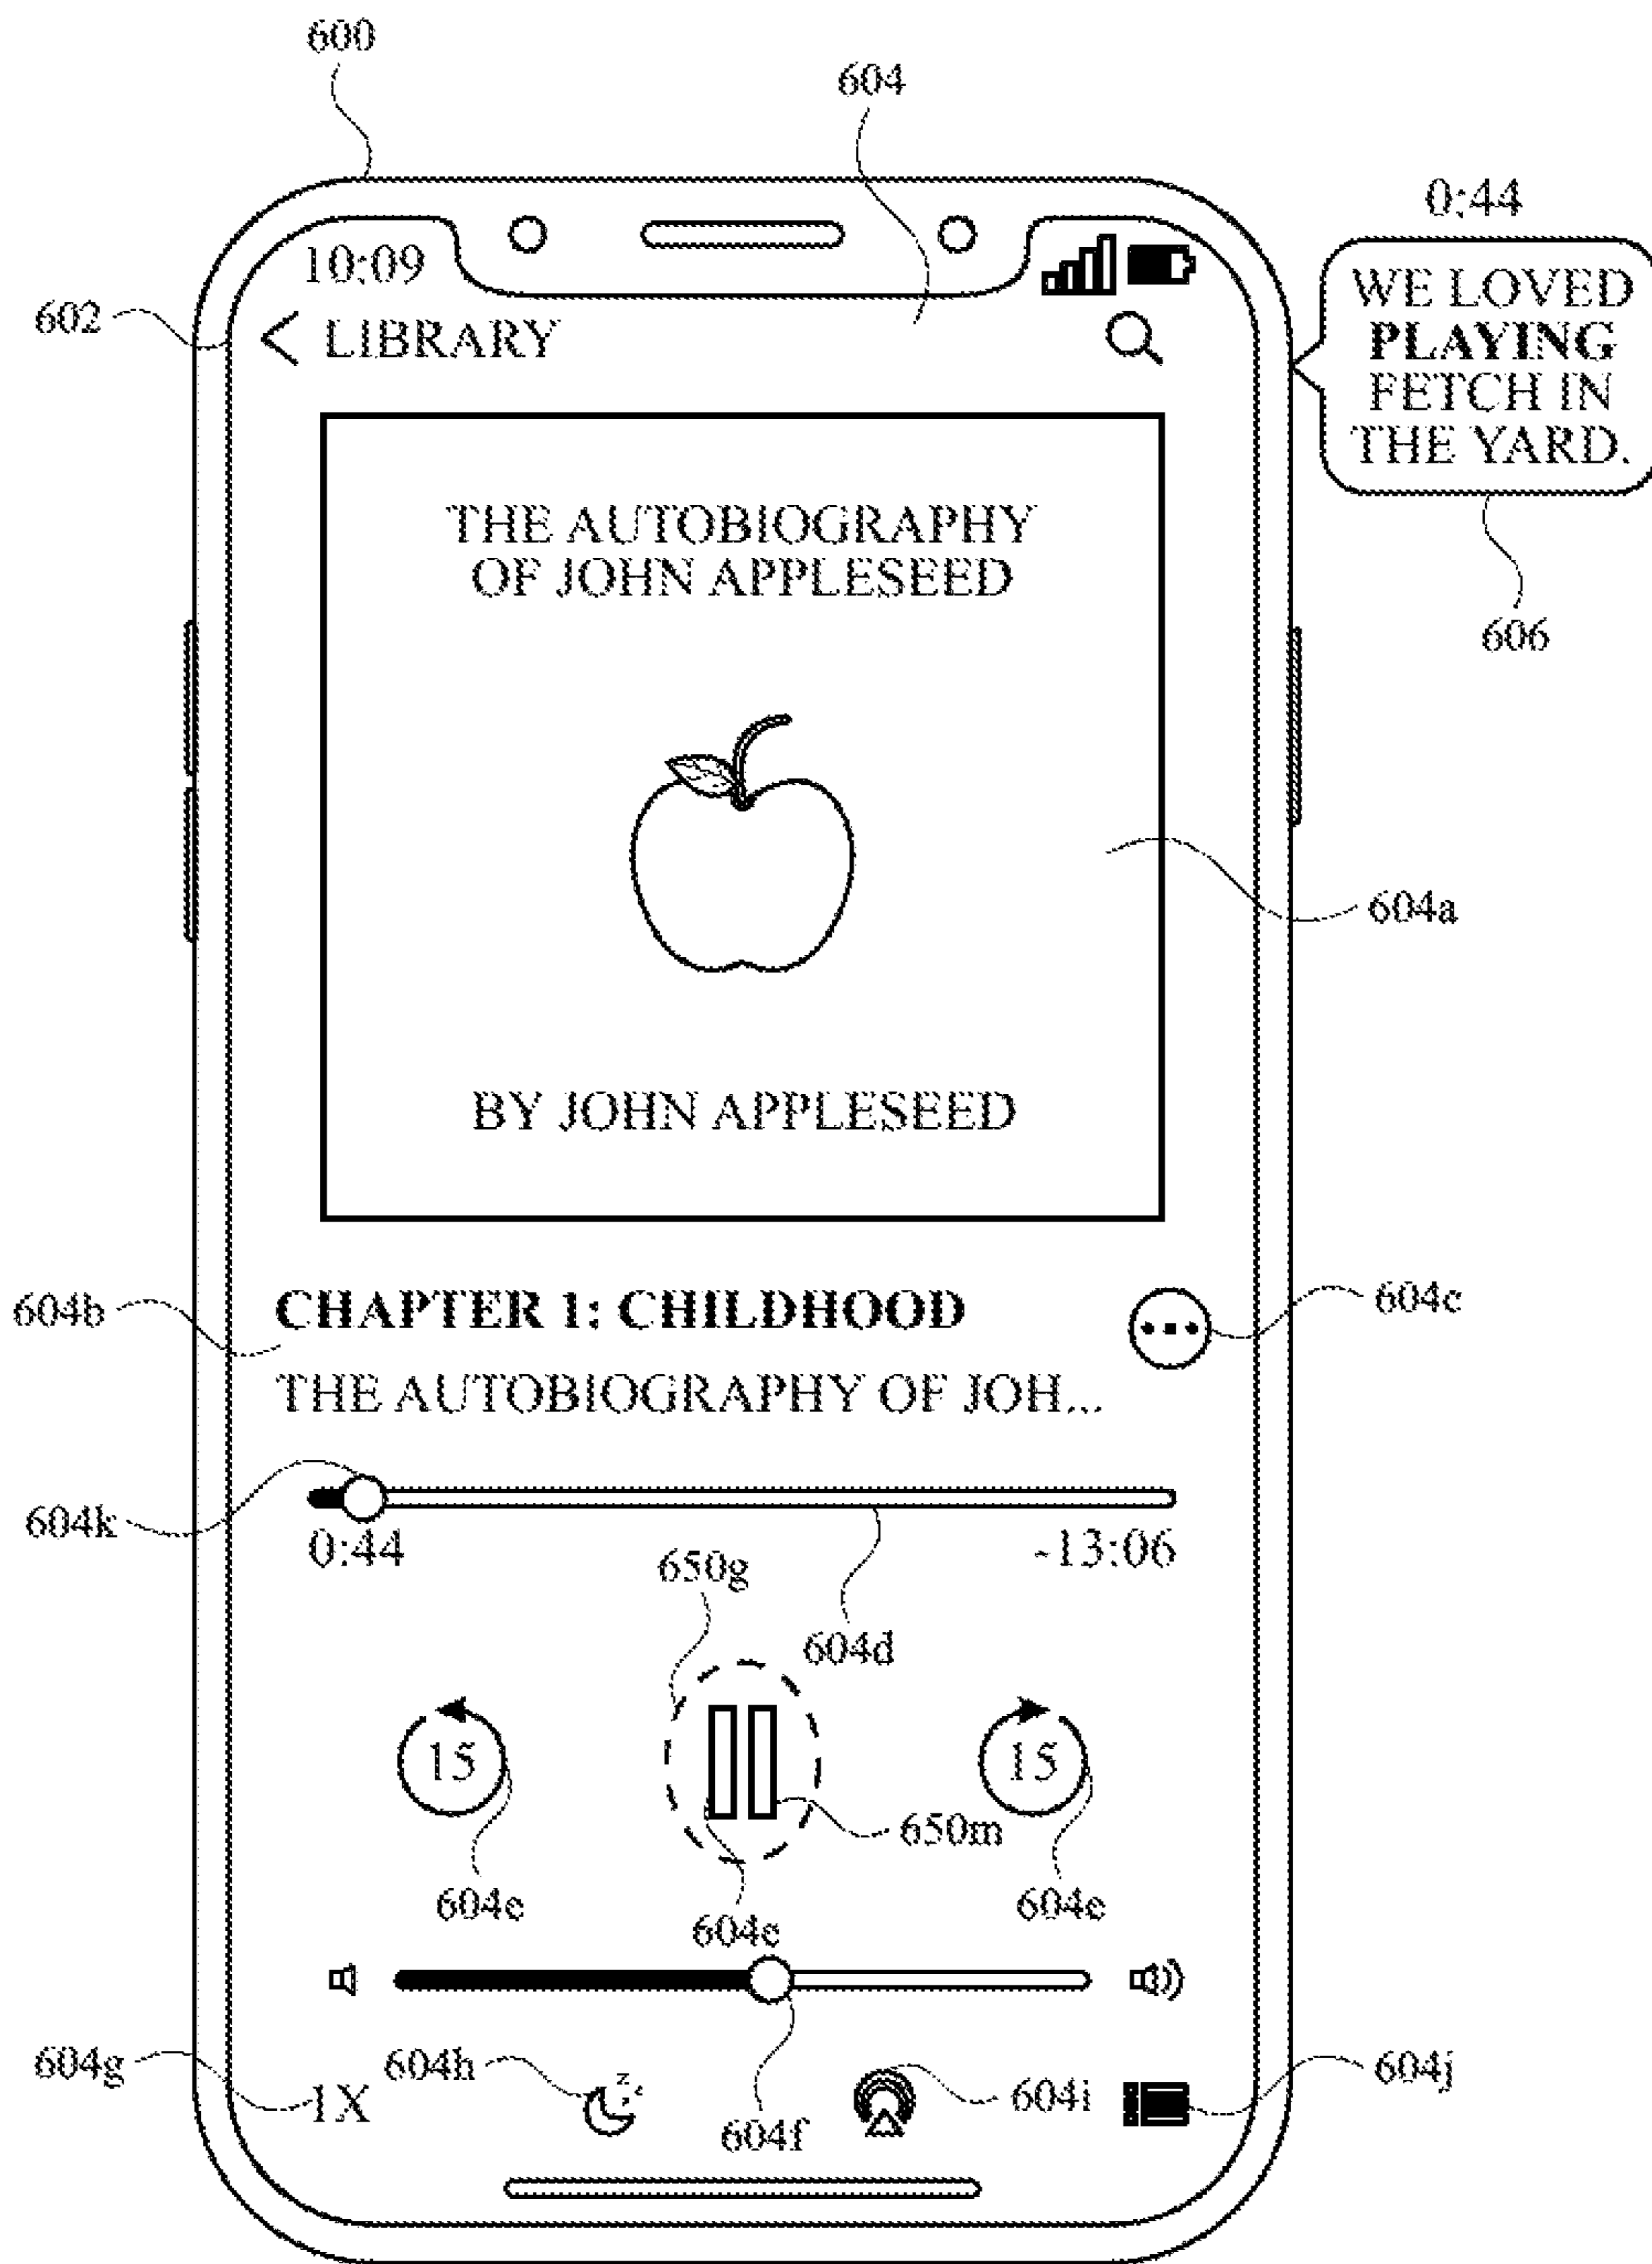 600
604
0:44
10:09
WE LOVED
PLAYING
FETCH IN
THE YARD.
602
LIBRARY
606
THE AUTOBIOGRAPHY
OF JOHN APPLESEED
604a
BY JOHN APPLESEED
604b
CHAPTER 1: CHILDHOOD
604c
THE AUTOBIOGRAPHY OF JOH...
604k
0:44
-13:06
650g
604d
15
15
650m
604e
604e
604e
604g
1X
604h
z z z
604f
604i
604j